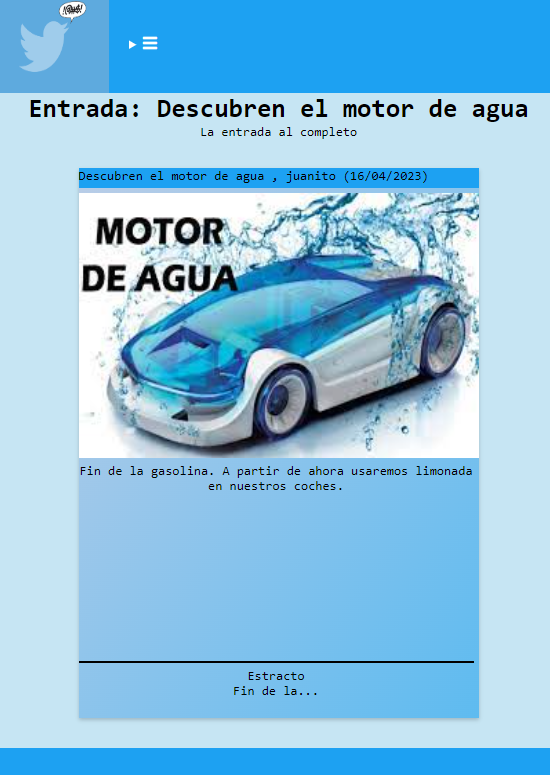 !@#&!
Entrada: Descubren el motor de agua
La entrada al completo
Descubren el motor de agua , juanito (16/04/2023)
MOTOR
DE AGUA
Fin de la gasolina. A partir de ahora usaremos limonada
en nuestros coches.
Estracto
Fin de la...